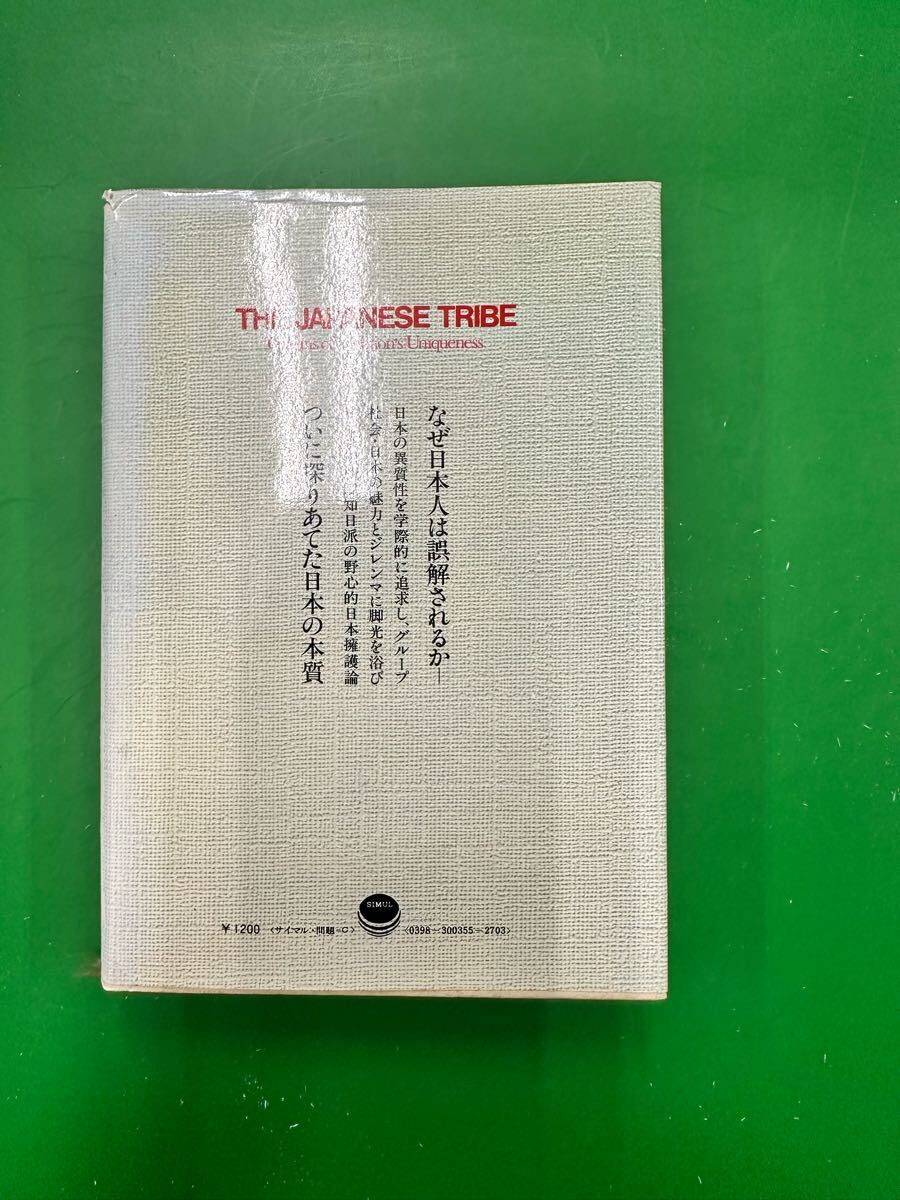 THE JAPANESE TRIBE
Uniqueness
なぜ日本人は誤解されるか―
日本の異質性を学際的に追求し、グループ
社会・日本の魅力とジレンマに脚光を浴び
知日派の野心的日本擁護論
ついに深りあてた日本の本質
SIMUL
¥1200 〈サイマル・問題=C〉 〈0398-300355-2703〉